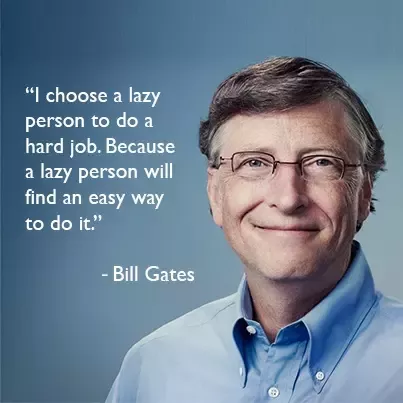 “I choose a lazy
person to do a
hard job. Because
a lazy person will
find an easy way
to do it.”
- Bill Gates